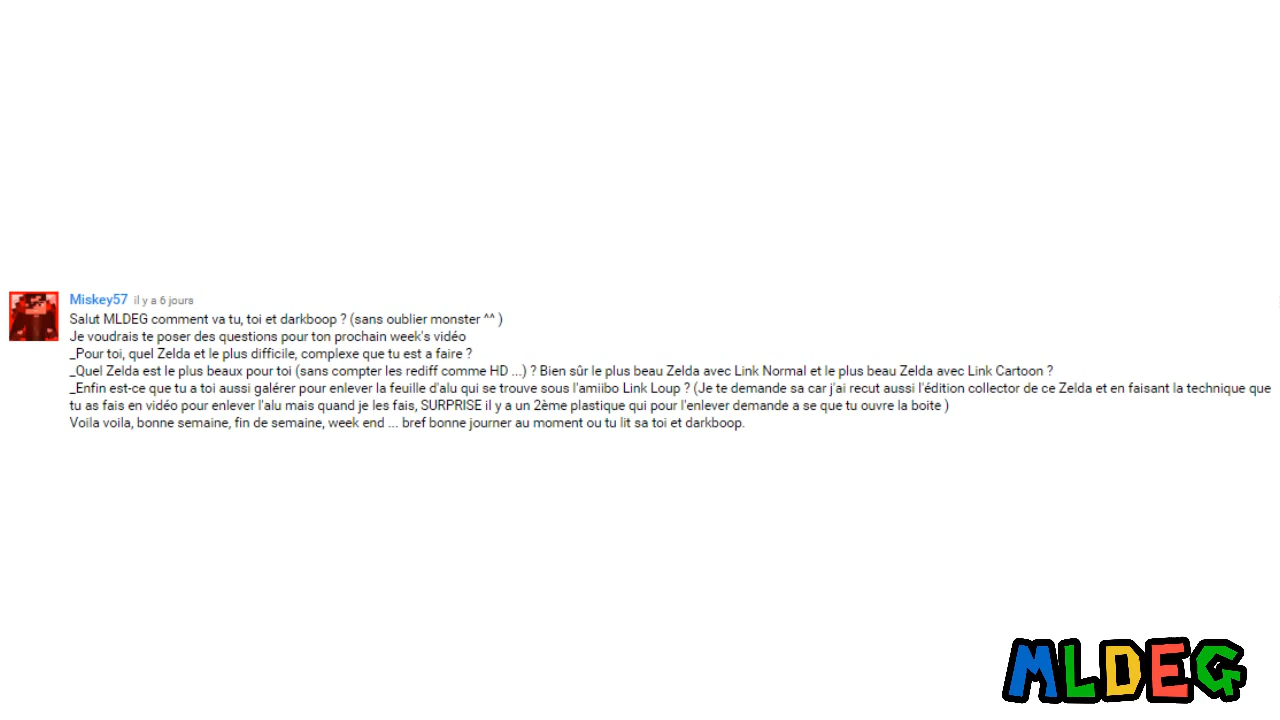 Miskey57 il y a 6 jours
Salut MLDEG comment va tu, toi et darkboop ? (sans oublier monster ^^ )
Je voudrais te poser des questions pour ton prochain week's vidéo
_Pour toi, quel Zelda et le plus difficile, complexe que tu est a faire ?
_Quel Zelda est le plus beaux pour toi (sans compter les rediff comme HD ...) ? Bien sûr le plus beau Zelda avec Link Normal et le plus beau Zelda avec Link Cartoon ?
_Enfin est-ce que tu a toi aussi galérer pour enlever la feuille d'alu qui se trouve sous l'amiibo Link Loup ? (Je te demande sa car j'ai recut aussi l'édition collector de ce Zelda et en faisant la technique que
tu as fais en vidéo pour enlever l'alu mais quand je les fais, SURPRISE il y a un 2ème plastique qui pour l'enlever demande a se que tu ouvre la boite )
Voila voila, bonne semaine, fin de semaine, week end ... bref bonne journer au moment ou tu lit sa toi et darkboop.
MLDEG